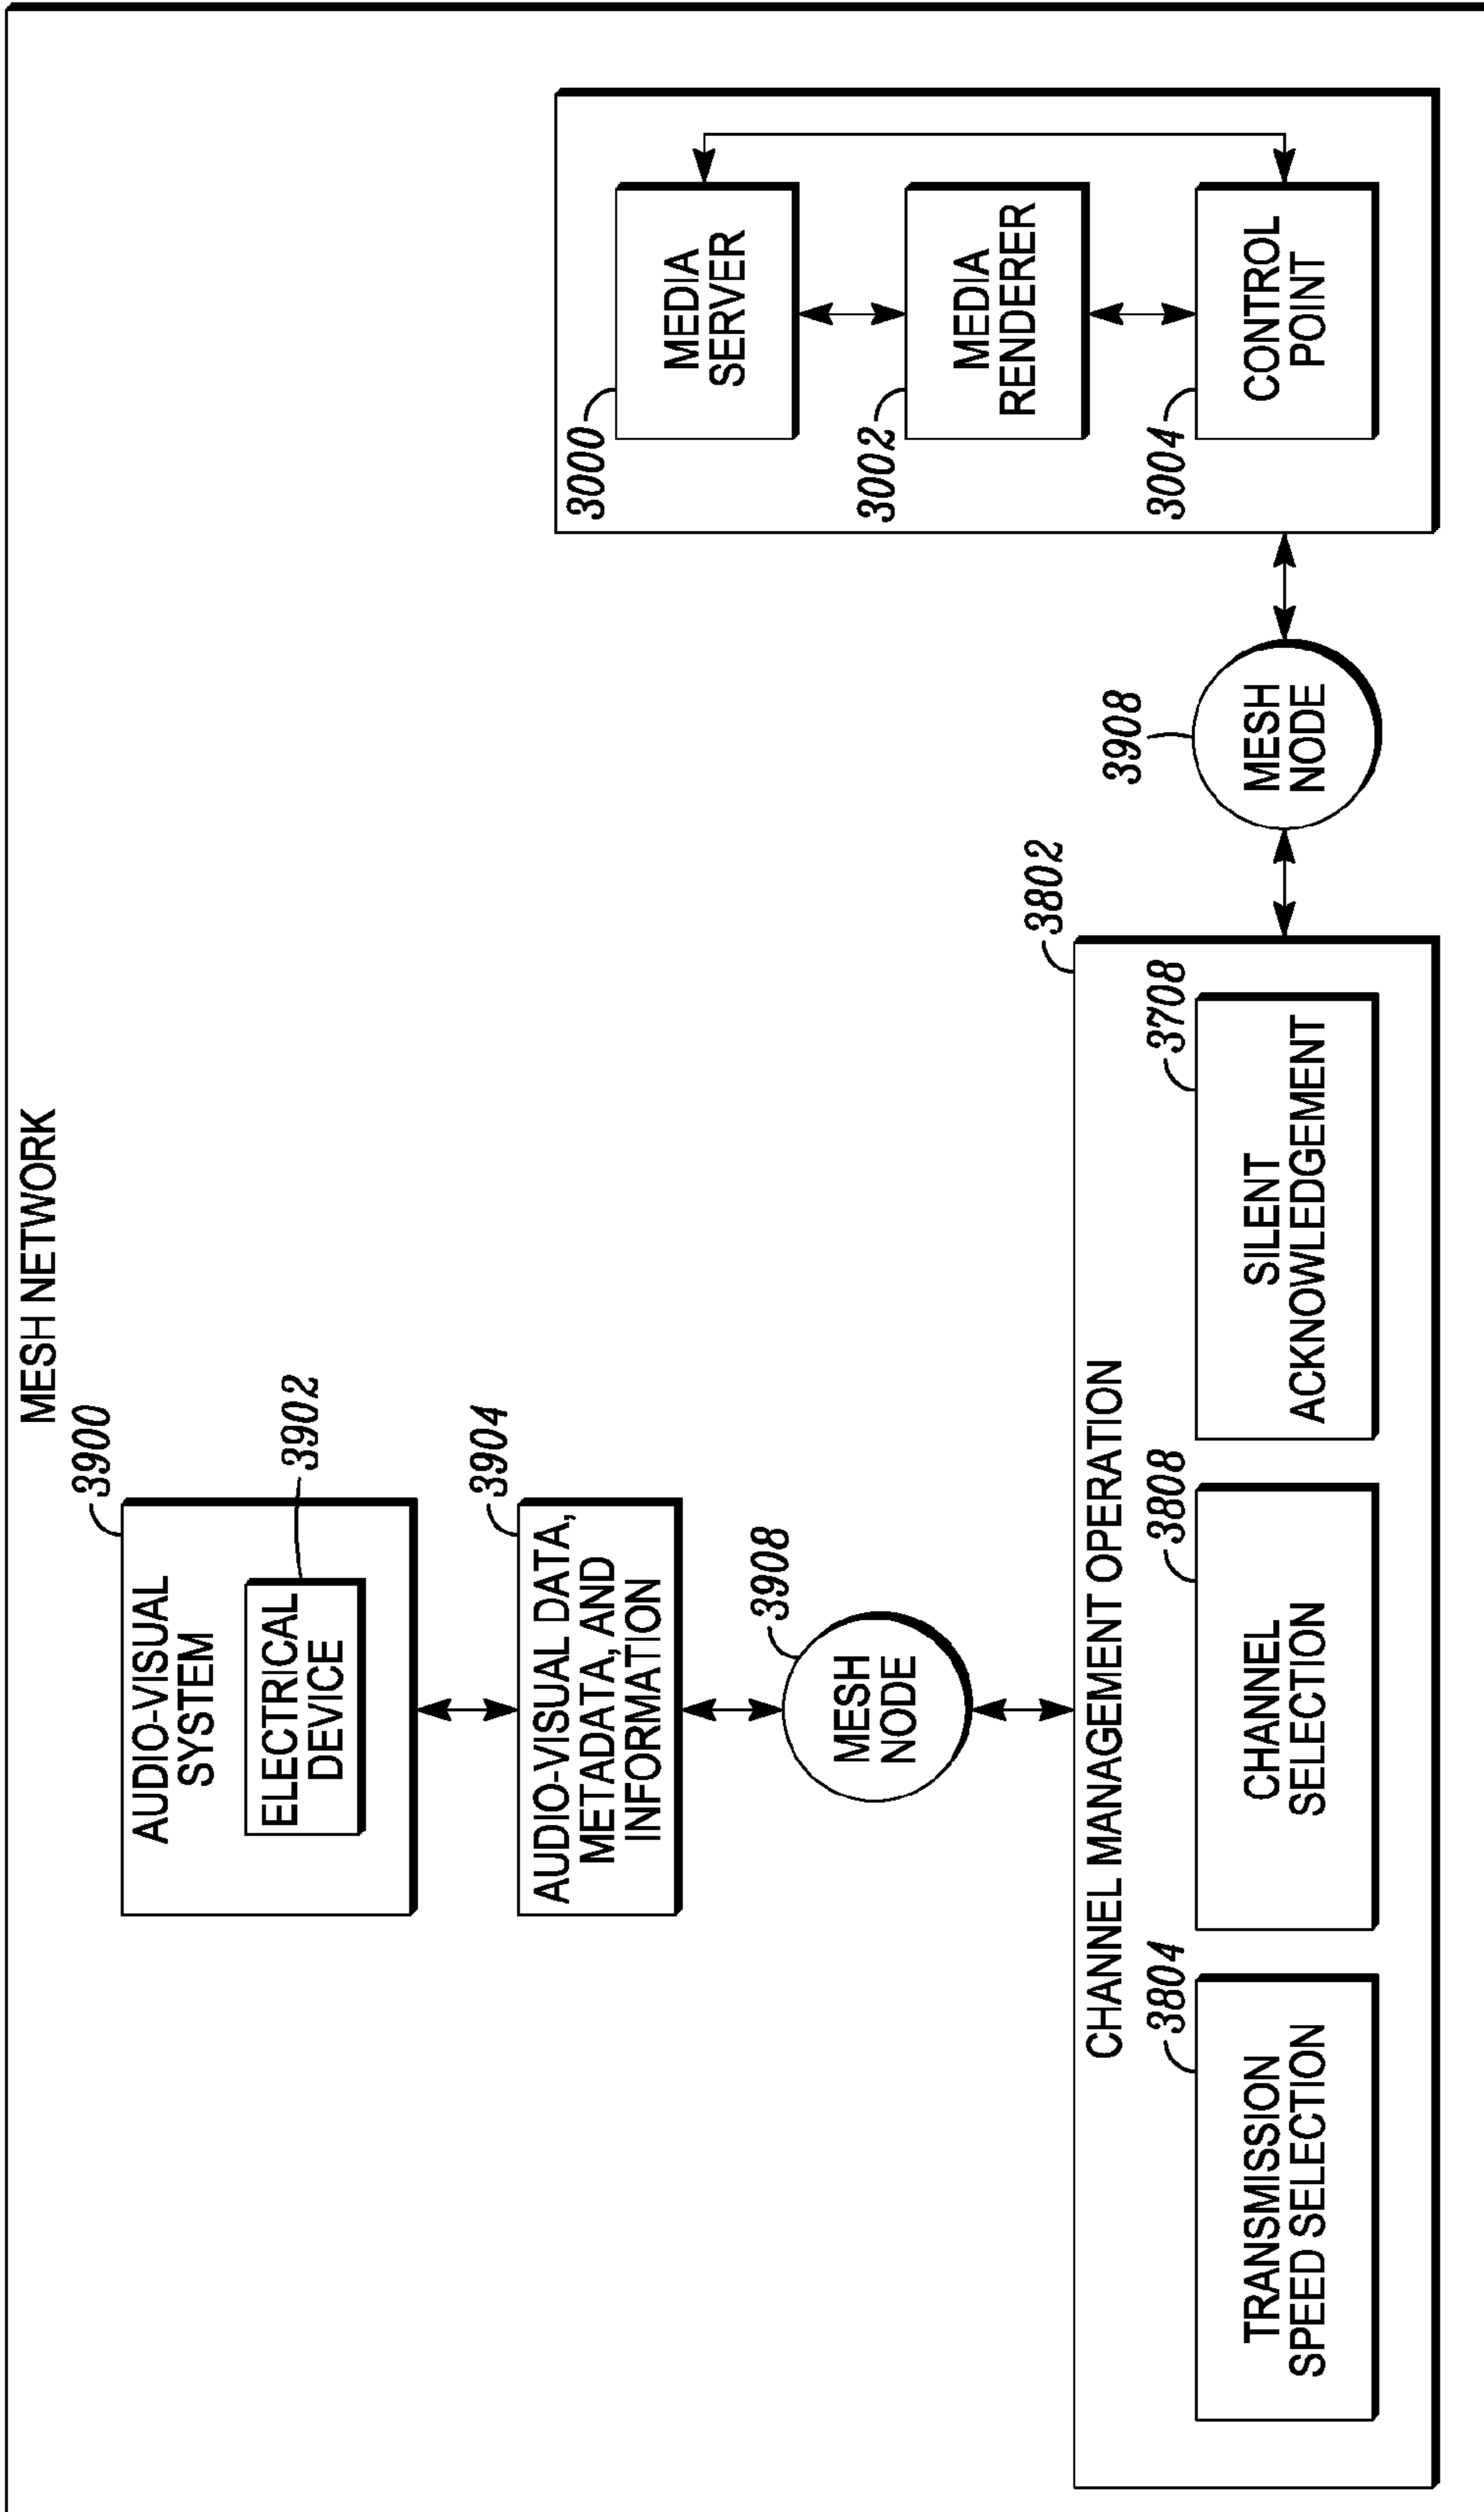 MESH NETWORK
3900
AUDIO-VISUAL
SYSTEM
ELECTRICAL
DEVICE
3902
3904
AUDIO-VISUAL DATA,
METADATA, AND
INFORMATION
3908
MESH
NODE
3802
CHANNEL MANAGEMENT OPERATION
3804
TRANSMISSION
SPEED SELECTION
3808
CHANNEL
SELECTION
3708
SILENT
ACKNOWLEDGEMENT
3908
MESH
NODE
3000
MEDIA
SERVER
3002
MEDIA
RENDERER
3004
CONTROL
POINT